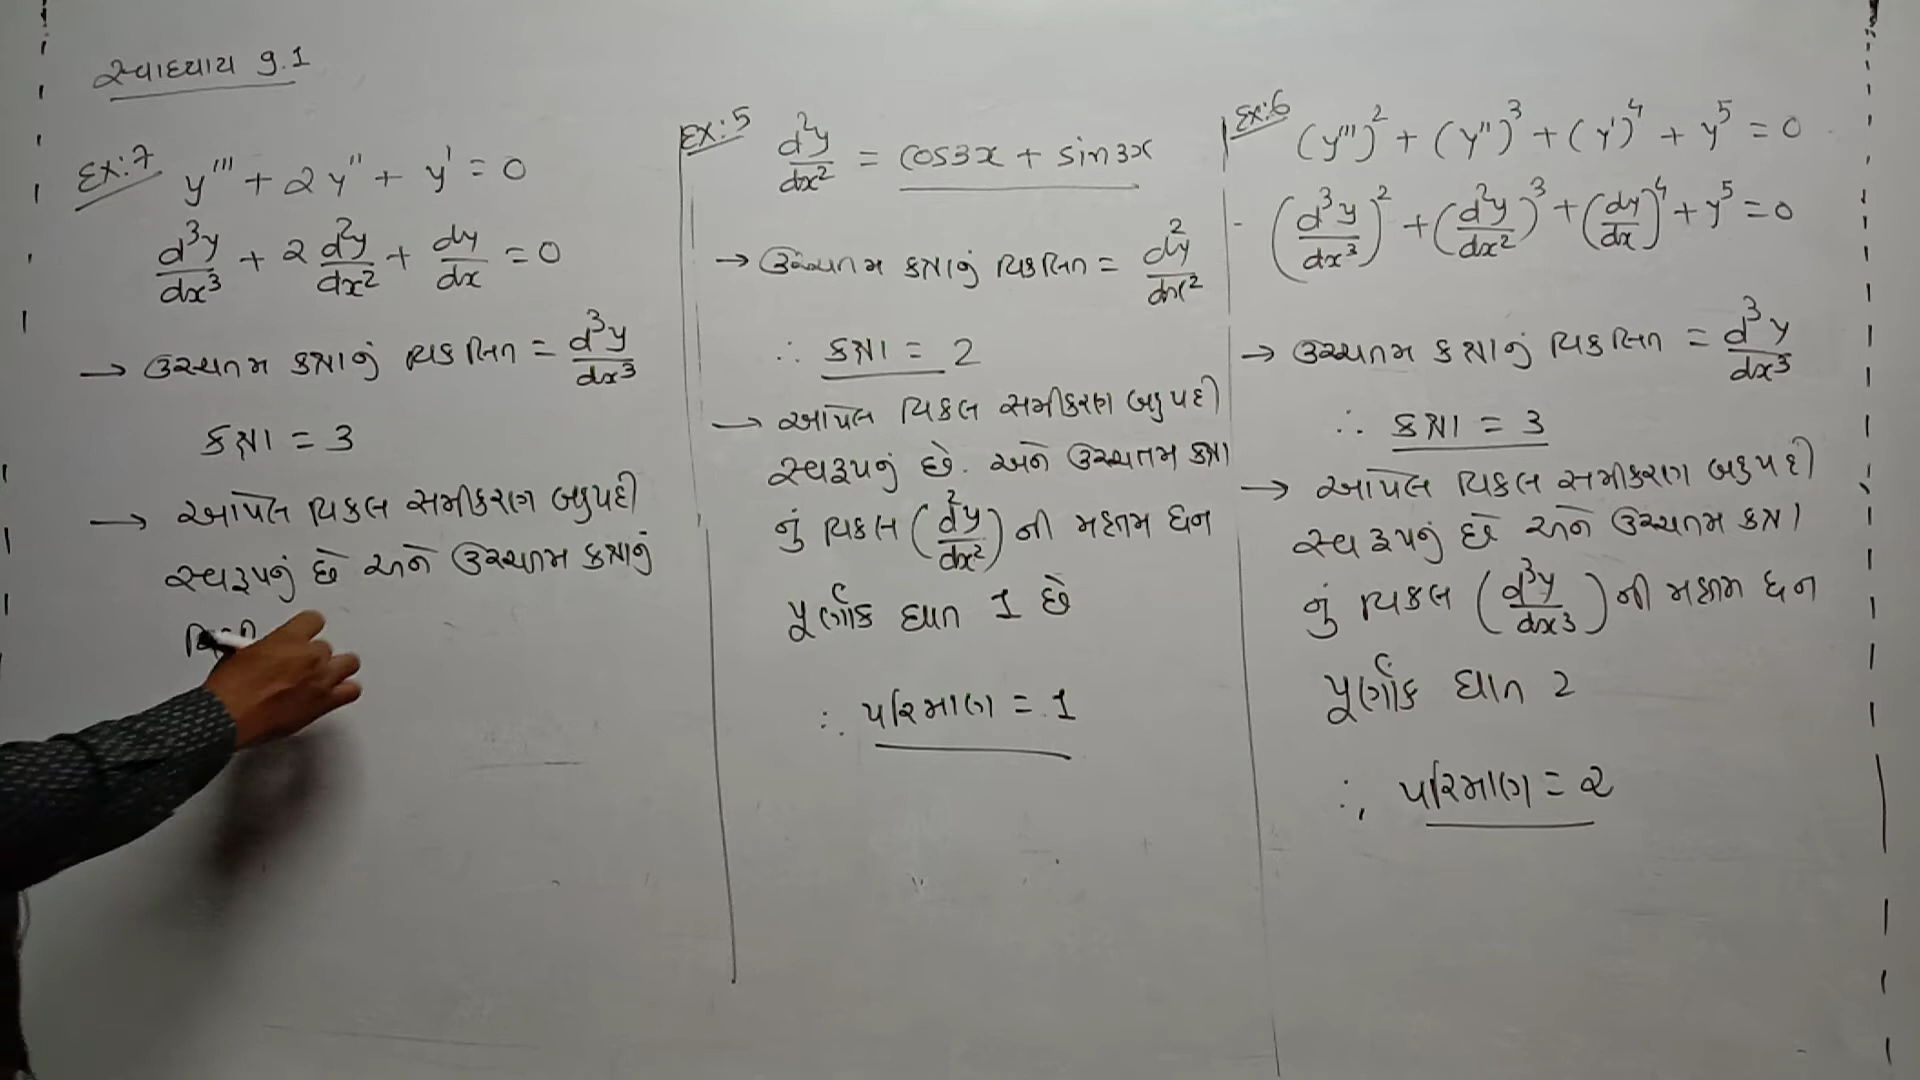 સ્વાધ્યાય 9.1
Ex:7 y''' + 2y'' + y' = 0
d³y/dx³ + 2 d²y/dx² + dy/dx = 0
→ ઉચ્ચતમ કક્ષાનું વિકલિત = d³y/dx³
કક્ષા = 3
→ આપેલ વિકલ સમીકરણ બહુપદી
સ્વરૂપનું છે અને ઉચ્ચતમ કક્ષાનું
Ex:5 d²y/dx² = cos3x + sin3x
→ ઉચ્ચતમ કક્ષાનું વિકલિત = d²y/dx²
∴ કક્ષા = 2
→ આપેલ વિકલ સમીકરણ બહુપદી
સ્વરૂપનું છે. અને ઉચ્ચતમ કક્ષા
નું વિકલ (d²y/dx²) ની મહત્તમ ધન
પૂર્ણાંક ઘાત 1 છે
∴ પરિમાણ = 1
Ex:6 (y''')² + (y'')³ + (y')⁴ + y⁵ = 0
(d³y/dx³)² + (d²y/dx²)³ + (dy/dx)⁴ + y⁵ = 0
→ ઉચ્ચતમ કક્ષાનું વિકલિત = d³y/dx³
∴ કક્ષા = 3
→ આપેલ વિકલ સમીકરણ બહુપદી
સ્વરૂપનું છે અને ઉચ્ચતમ કક્ષા
નું વિકલ (d³y/dx³) ની મહત્તમ ધન
પૂર્ણાંક ઘાત 2
∴ પરિમાણ = 2